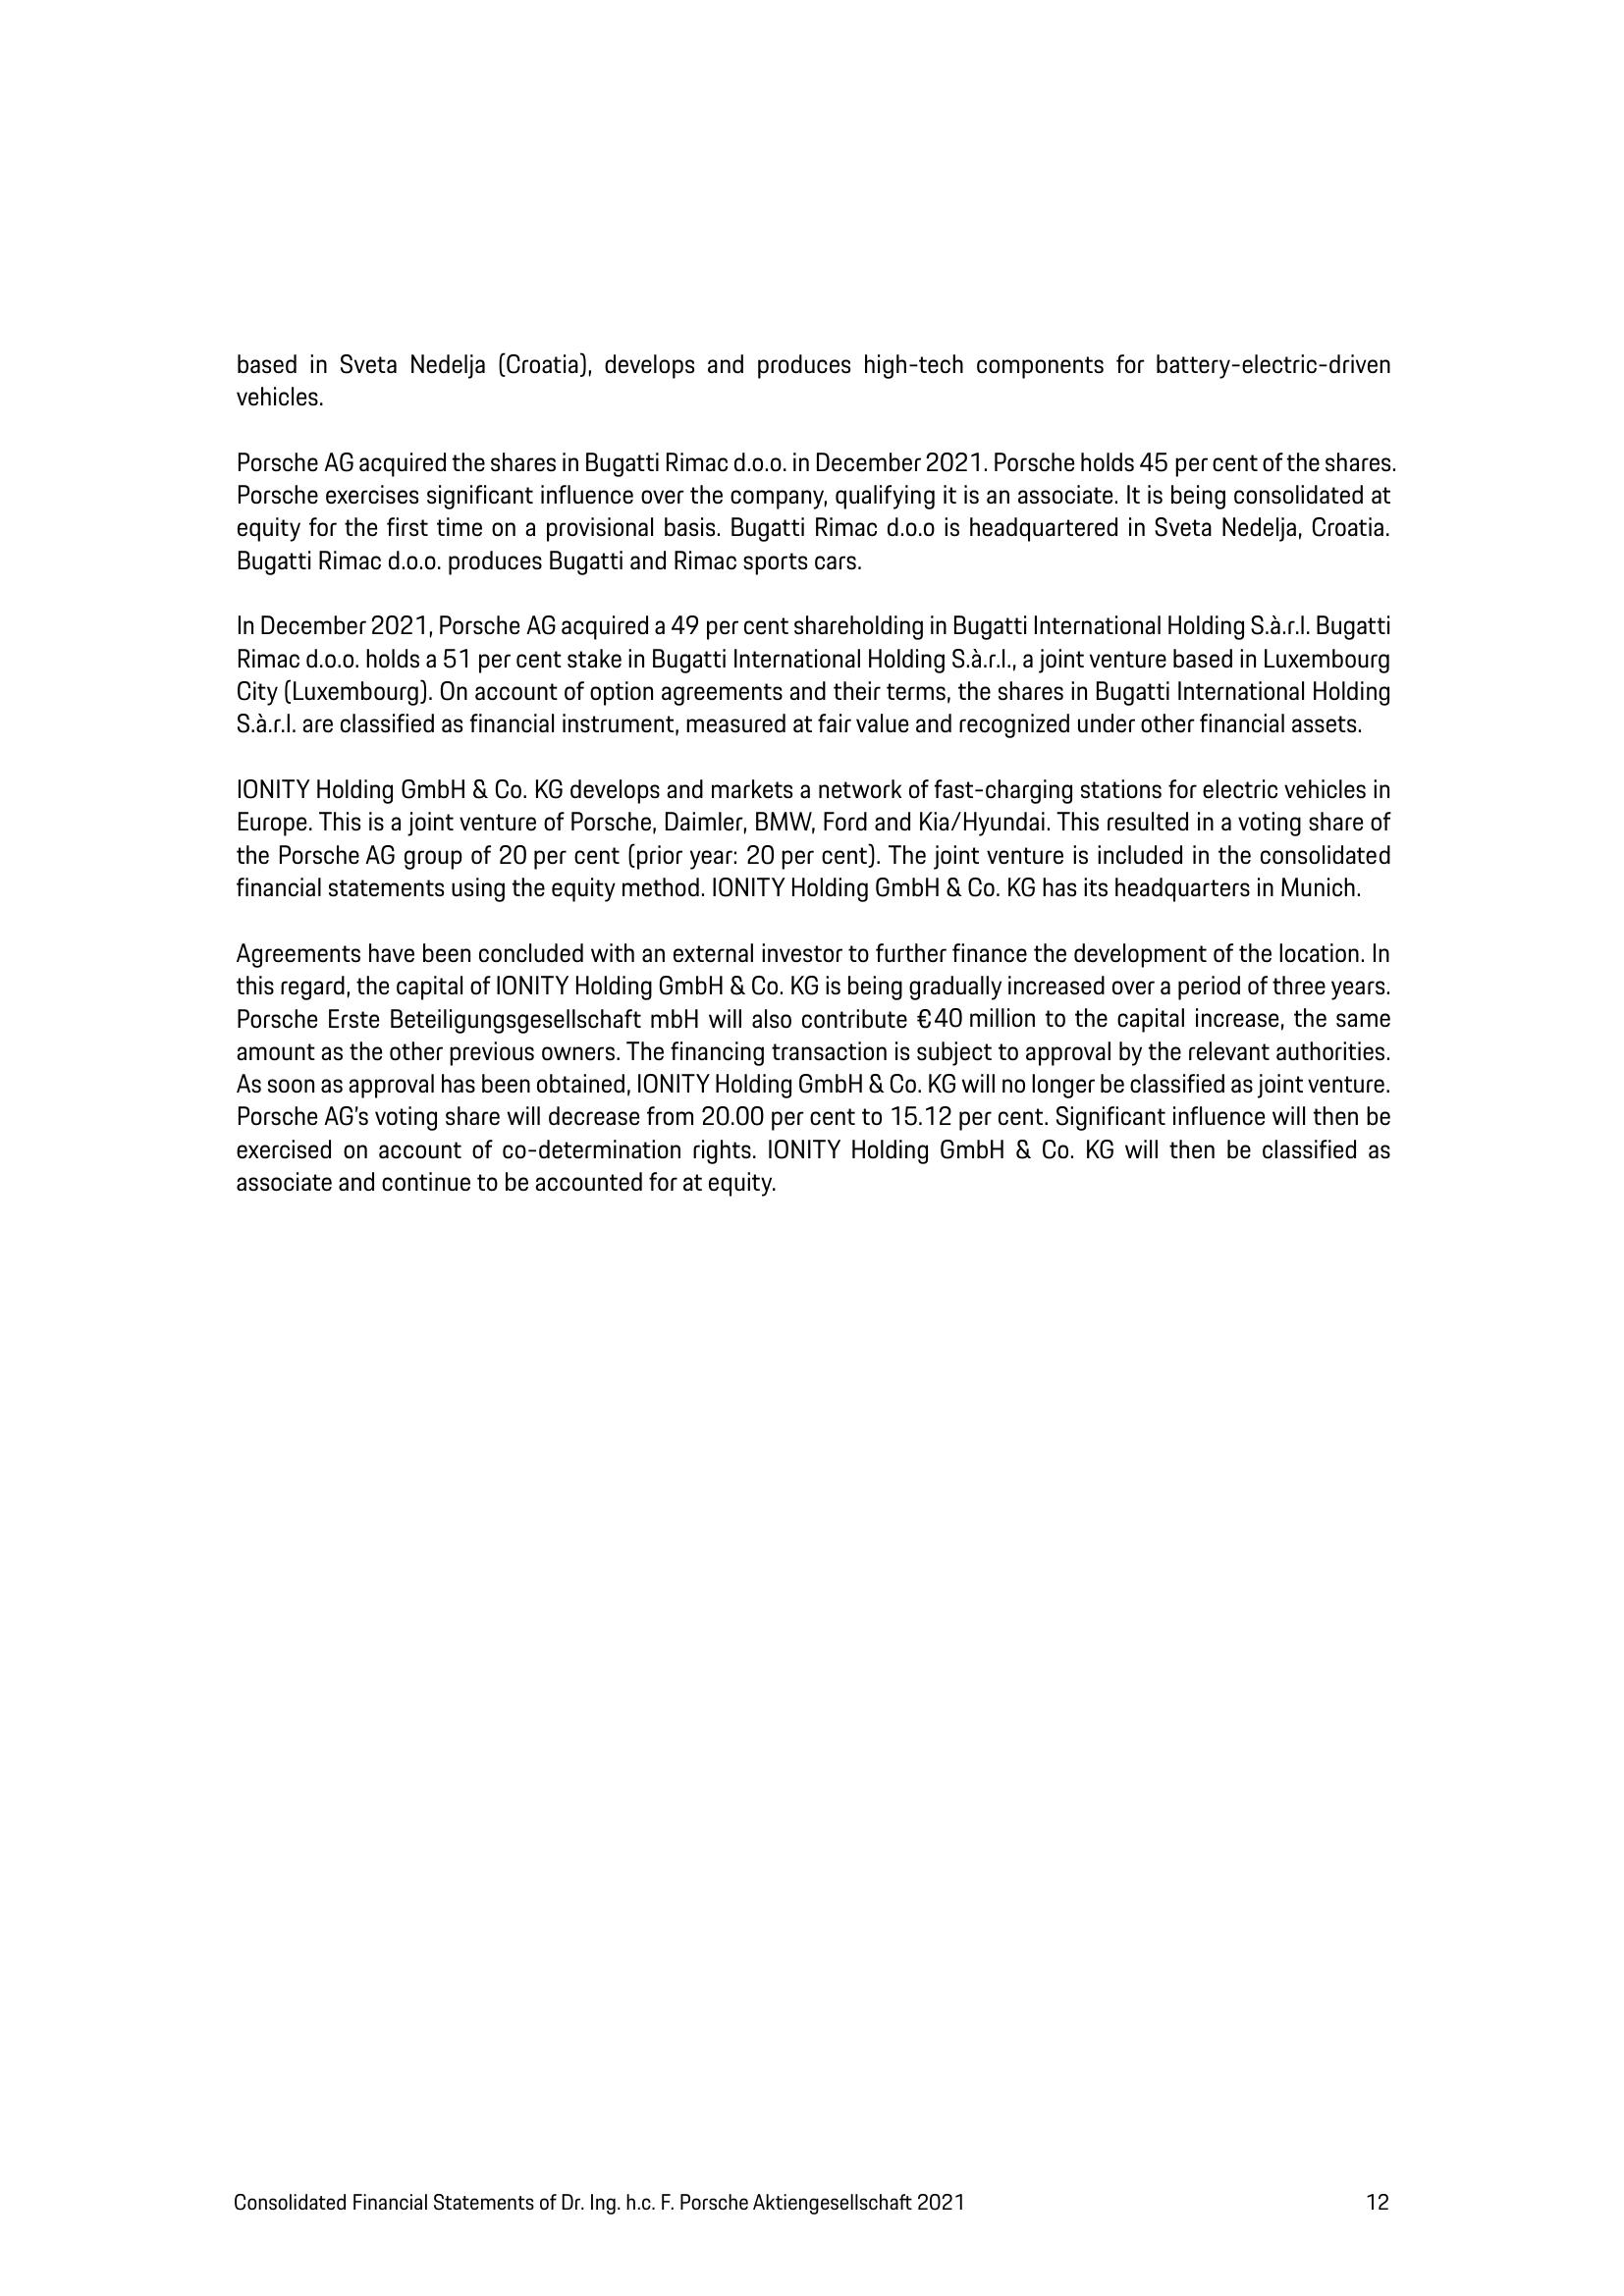 based in Sveta Nedelja (Croatia), develops and produces high-tech components for battery-electric-driven
vehicles.
Porsche AG acquired the shares in Bugatti Rimac d.o.o. in December 2021. Porsche holds 45 per cent of the shares.
Porsche exercises significant influence over the company, qualifying it is an associate. It is being consolidated at
equity for the first time on a provisional basis. Bugatti Rimac d.o.o is headquartered in Sveta Nedelja, Croatia.
Bugatti Rimac d.o.o. produces Bugatti and Rimac sports cars.
In December 2021, Porsche AG acquired a 49 per cent shareholding in Bugatti International Holding S.à.r.l. Bugatti
Rimac d.o.o. holds a 51 per cent stake in Bugatti International Holding S.à.r.l., a joint venture based in Luxembourg
City (Luxembourg). On account of option agreements and their terms, the shares in Bugatti International Holding
S.à.r.l. are classified as financial instrument, measured at fair value and recognized under other financial assets.
IONITY Holding GmbH & Co. KG develops and markets a network of fast-charging stations for electric vehicles in
Europe. This is a joint venture of Porsche, Daimler, BMW, Ford and Kia/Hyundai. This resulted in a voting share of
the Porsche AG group of 20 per cent (prior year: 20 per cent). The joint venture is included in the consolidated
financial statements using the equity method. IONITY Holding GmbH & Co. KG has its headquarters in Munich.
Agreements have been concluded with an external investor to further finance the development of the location. In
this regard, the capital of IONITY Holding GmbH & Co. KG is being gradually increased over a period of three years.
Porsche Erste Beteiligungsgesellschaft mbH will also contribute €40 million to the capital increase, the same
amount as the other previous owners. The financing transaction is subject to approval by the relevant authorities.
As soon as approval has been obtained, IONITY Holding GmbH & Co. KG will no longer be classified as joint venture.
Porsche AG’s voting share will decrease from 20.00 per cent to 15.12 per cent. Significant influence will then be
exercised on account of co-determination rights. IONITY Holding GmbH & Co. KG will then be classified as
associate and continue to be accounted for at equity.
Consolidated Financial Statements of Dr. Ing. h.c. F. Porsche Aktiengesellschaft 2021 12